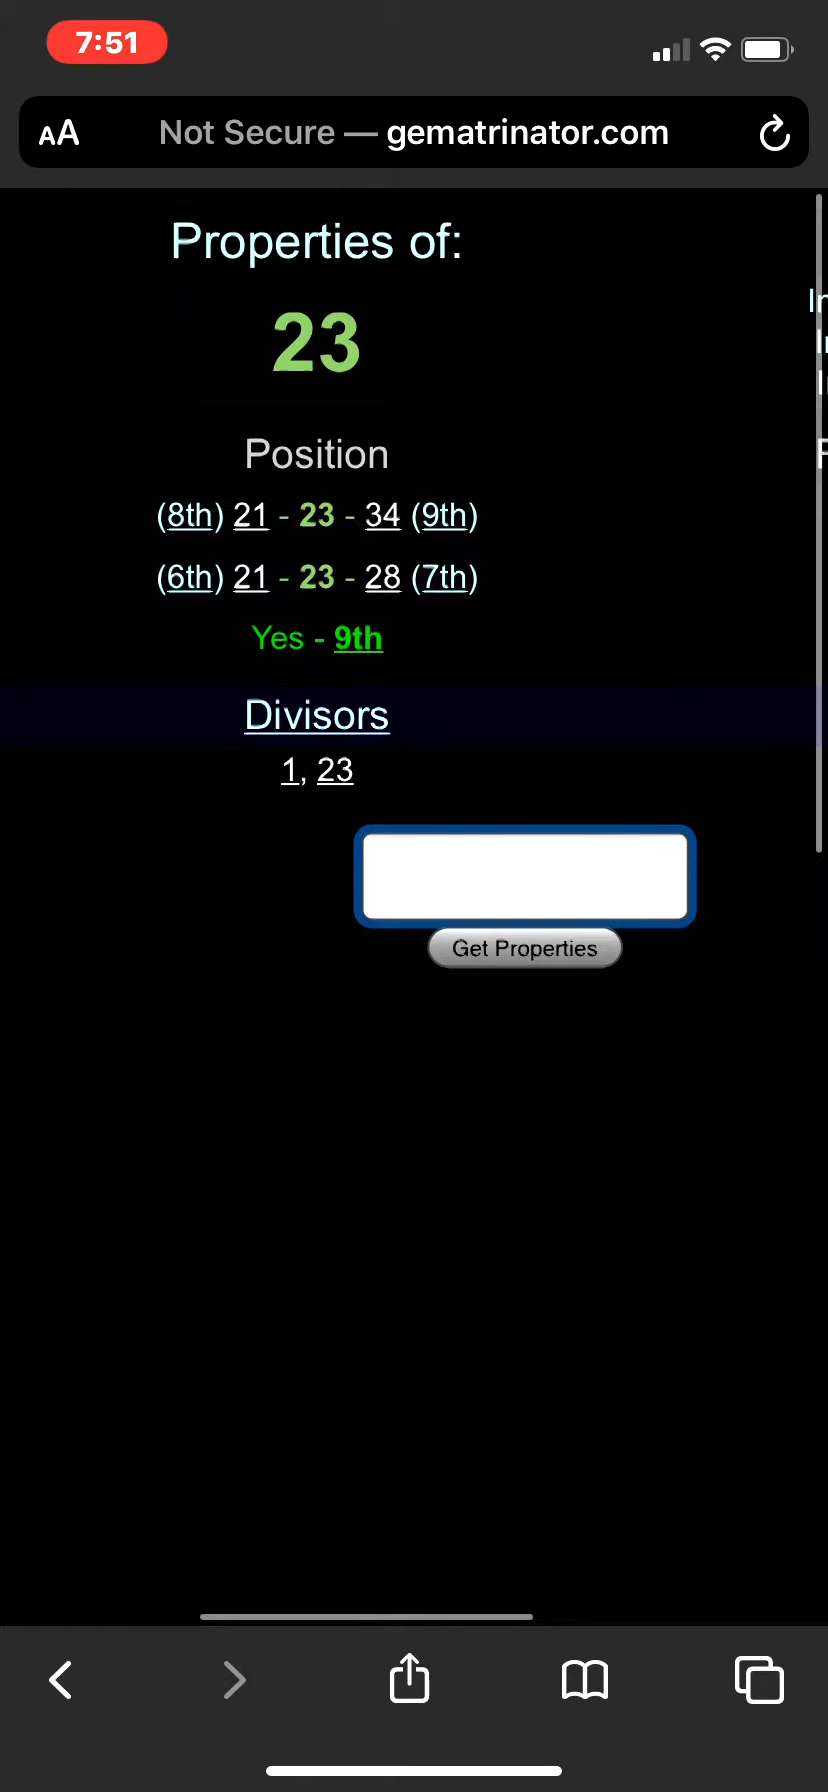 7:51
AA Not Secure — gematrinator.com
Properties of:
23
Position
(8th) 21 - 23 - 34 (9th)
(6th) 21 - 23 - 28 (7th)
Yes - 9th
Divisors
1, 23
Get Properties